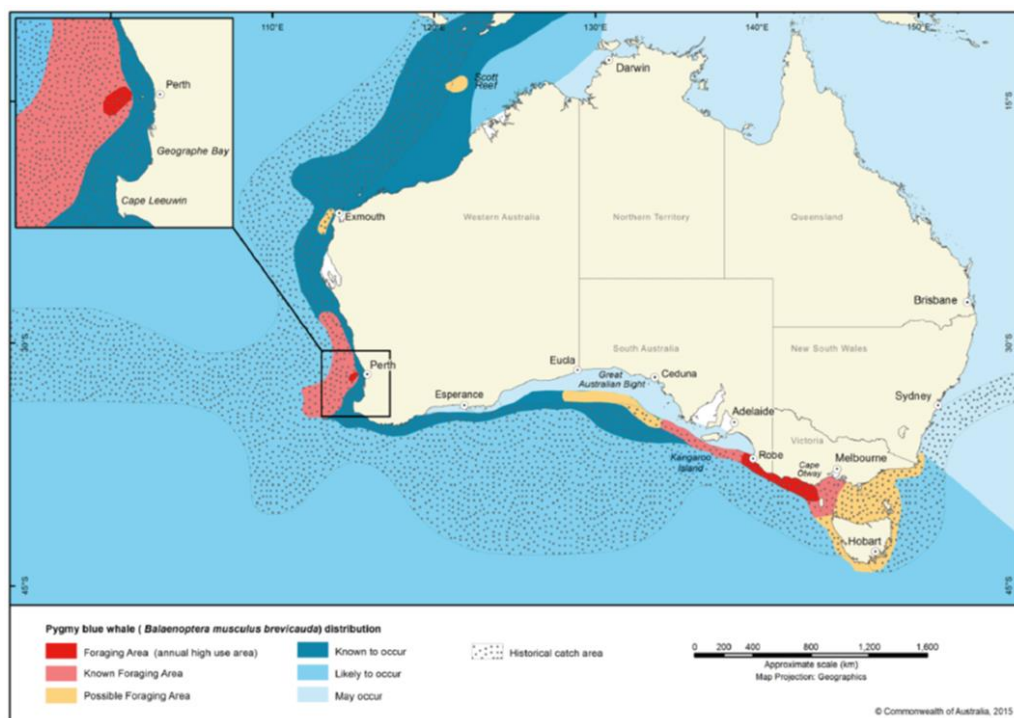 110°E
120°E
130°E
140°E
150°E
Perth
Geographe Bay
Cape Leeuwin
Scott
Reef
Darwin
15°S
15°S
Exmouth
Western Australia
Northern Territory
Queensland
Brisbane
30°S
30°S
Perth
Esperance
Eucla
Great
Australian Bight
South Australia
Ceduna
New South Wales
Sydney
Adelaide
Victoria
Kangaroo
Island
Robe
Cape
Otway
Melbourne
Hobart
45°S
45°S
Pygmy blue whale ( Balaenoptera musculus brevicauda) distribution
Foraging Area (annual high use area)
Known Foraging Area
Possible Foraging Area
Known to occur
Likely to occur
May occur
Historical catch area
0 200 400 800 1,200 1,600
Approximate scale (km)
Map Projection: Geographics
© Commonwealth of Australia, 2015